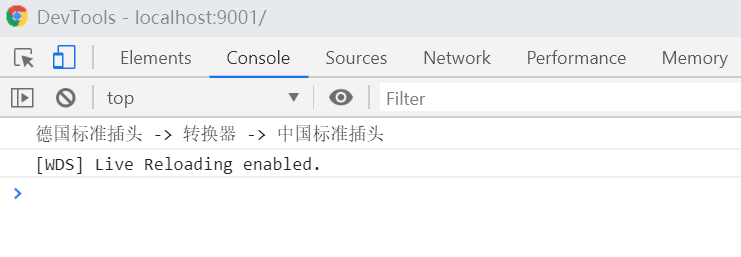 DevTools - localhost:9001/
Elements Console Sources Network Performance Memory
top Filter
德国标准插头 -> 转换器 -> 中国标准插头
[WDS] Live Reloading enabled.